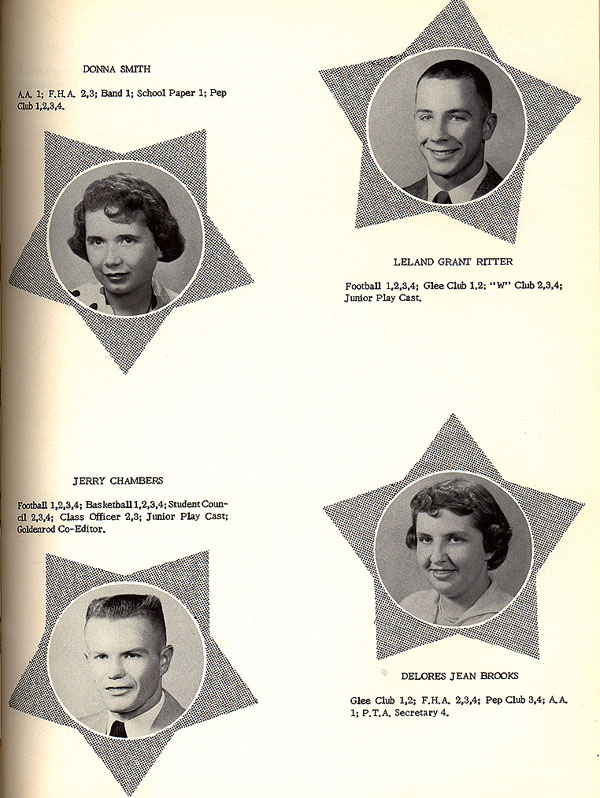 DONNA SMITH
A.A. 1; F.H.A. 2,3; Band 1; School Paper 1; Pep
Club 1,2,3,4.
LELAND GRANT RITTER
Football 1,2,3,4; Glee Club 1,2; "W" Club 2,3,4;
Junior Play Cast.
JERRY CHAMBERS
Football 1,2,3,4; Basketball 1,2,3,4; Student Coun-
cil 2,3,4; Class Officer 2,3; Junior Play Cast;
Goldenrod Co-Editor.
DELORES JEAN BROOKS
Glee Club 1,2; F.H.A. 2,3,4; Pep Club 3,4; A.A.
1; P.T.A. Secretary 4.